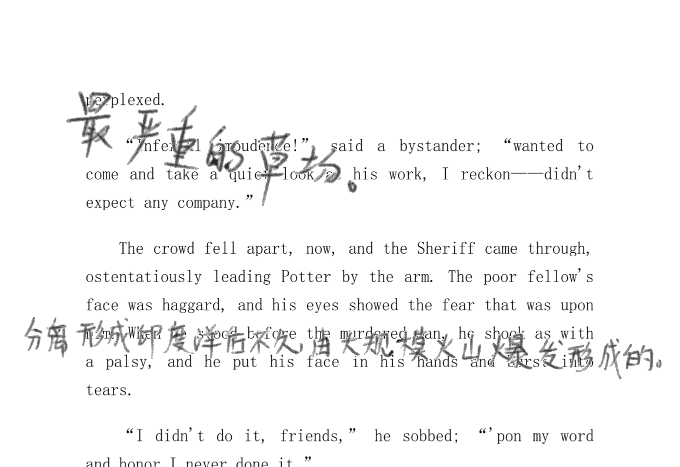 perplexed.
最严重的草场。
“Infernal impudence!” said a bystander; “wanted to
come and take a quiet look at his work, I reckon——didn't
expect any company.”
The crowd fell apart, now, and the Sheriff came through,
ostentatiously leading Potter by the arm. The poor fellow's
face was haggard, and his eyes showed the fear that was upon
him. When he stood before the murdered man, he shook as with
分离形成印度洋后不久,由大规模火山爆发形成的。
a palsy, and he put his face in his hands and burst into
tears.
“I didn't do it, friends,” he sobbed; “'pon my word
and honor I never done it.”